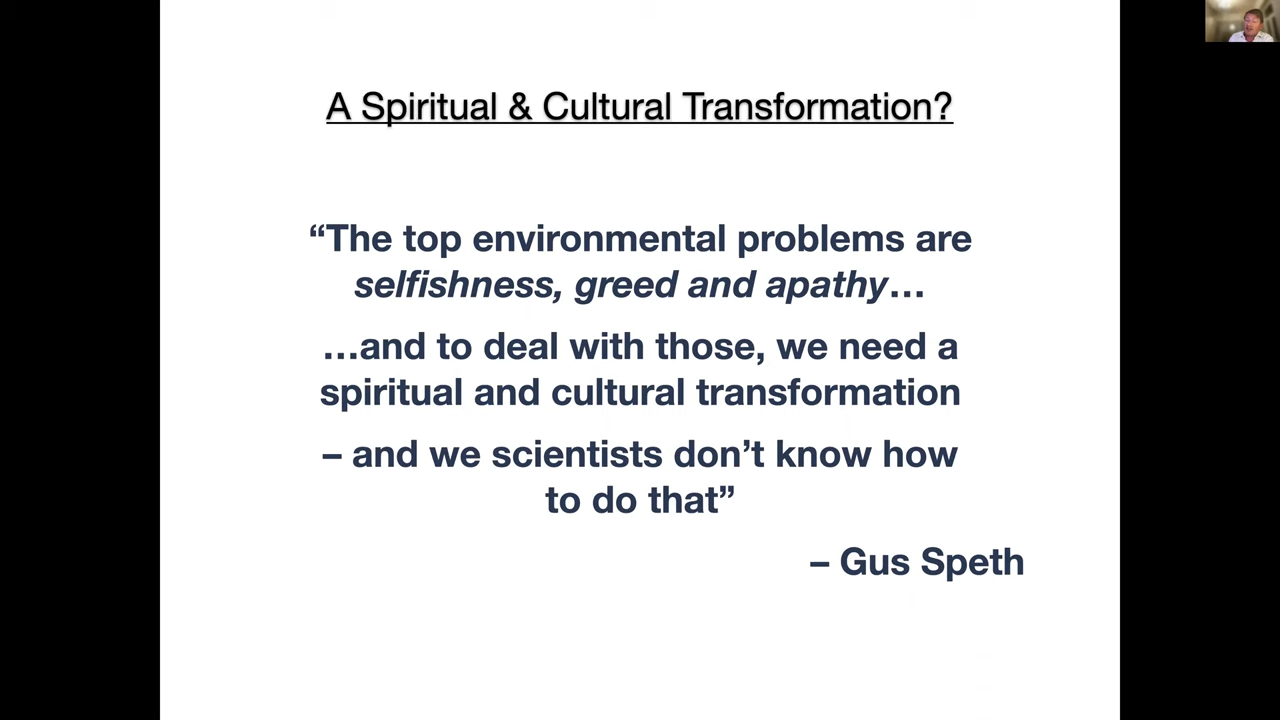 A Spiritual & Cultural Transformation?
“The top environmental problems are
selfishness, greed and apathy…
…and to deal with those, we need a
spiritual and cultural transformation
– and we scientists don’t know how
to do that”
– Gus Speth